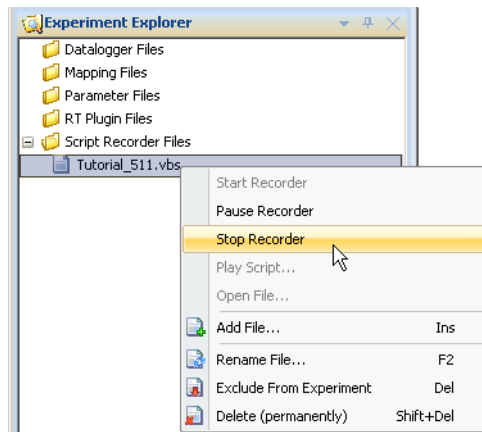 Experiment Explorer
Datalogger Files
Mapping Files
Parameter Files
RT Plugin Files
Script Recorder Files
Tutorial_511.vbs
Start Recorder
Pause Recorder
Stop Recorder
Play Script...
Open File...
Add File... Ins
Rename File... F2
Exclude From Experiment Del
Delete (permanently) Shift+Del